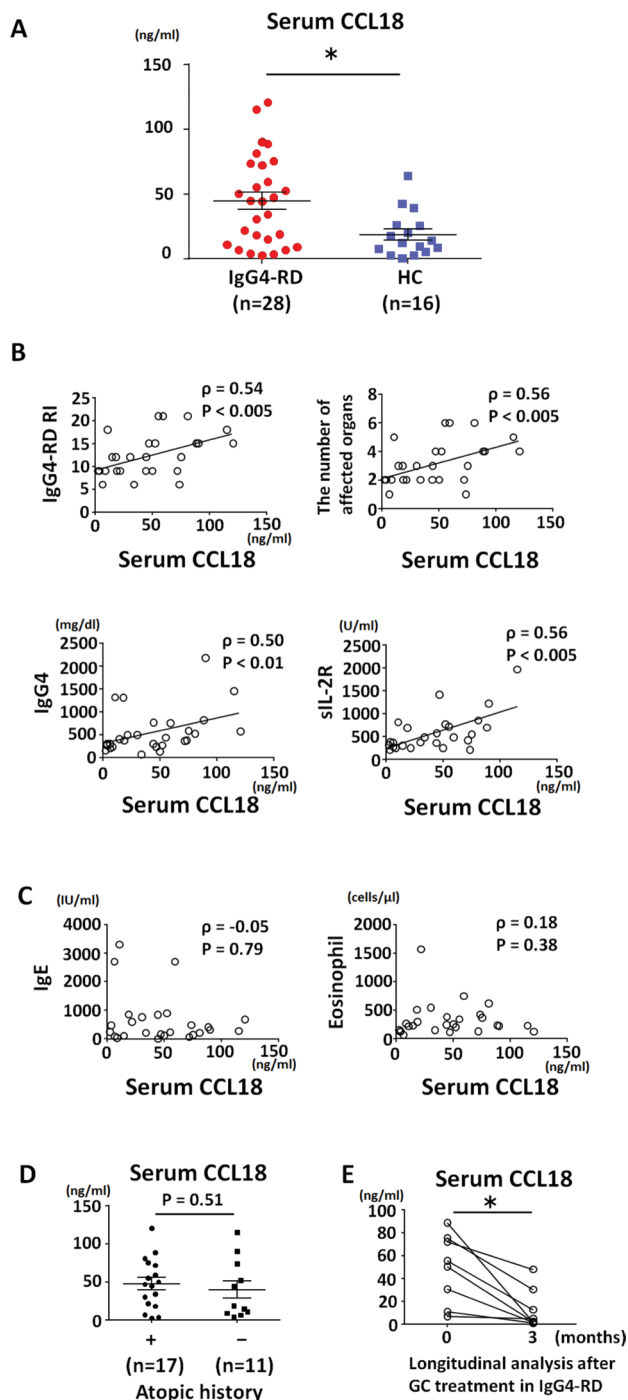 A
Serum CCL18
(ng/ml)
*
150
100
50
0
IgG4-RD
HC
(n=28)
(n=16)
B
IgG4-RD RI
25
20
15
10
5
0
0
50
100
150
ρ = 0.54
P < 0.005
(ng/ml)
Serum CCL18
The number of
affected organs
8
6
4
2
0
0
50
100
150
ρ = 0.56
P < 0.005
(ng/ml)
Serum CCL18
(mg/dl)
IgG4
2500
2000
1500
1000
500
0
0
50
100
150
ρ = 0.50
P < 0.01
(ng/ml)
Serum CCL18
(U/ml)
sIL-2R
2500
2000
1500
1000
500
0
0
50
100
150
ρ = 0.56
P < 0.005
(ng/ml)
Serum CCL18
C
(IU/ml)
IgE
4000
3000
2000
1000
0
0
50
100
150
ρ = -0.05
P = 0.79
(ng/ml)
Serum CCL18
(cells/μl)
Eosinophil
2000
1500
1000
500
0
0
50
100
150
ρ = 0.18
P = 0.38
(ng/ml)
Serum CCL18
D
Serum CCL18
(ng/ml)
P = 0.51
150
100
50
0
+
−
(n=17)
(n=11)
Atopic history
E
Serum CCL18
(ng/ml)
*
100
80
60
40
20
0
0
3
(months)
Longitudinal analysis after
GC treatment in IgG4-RD